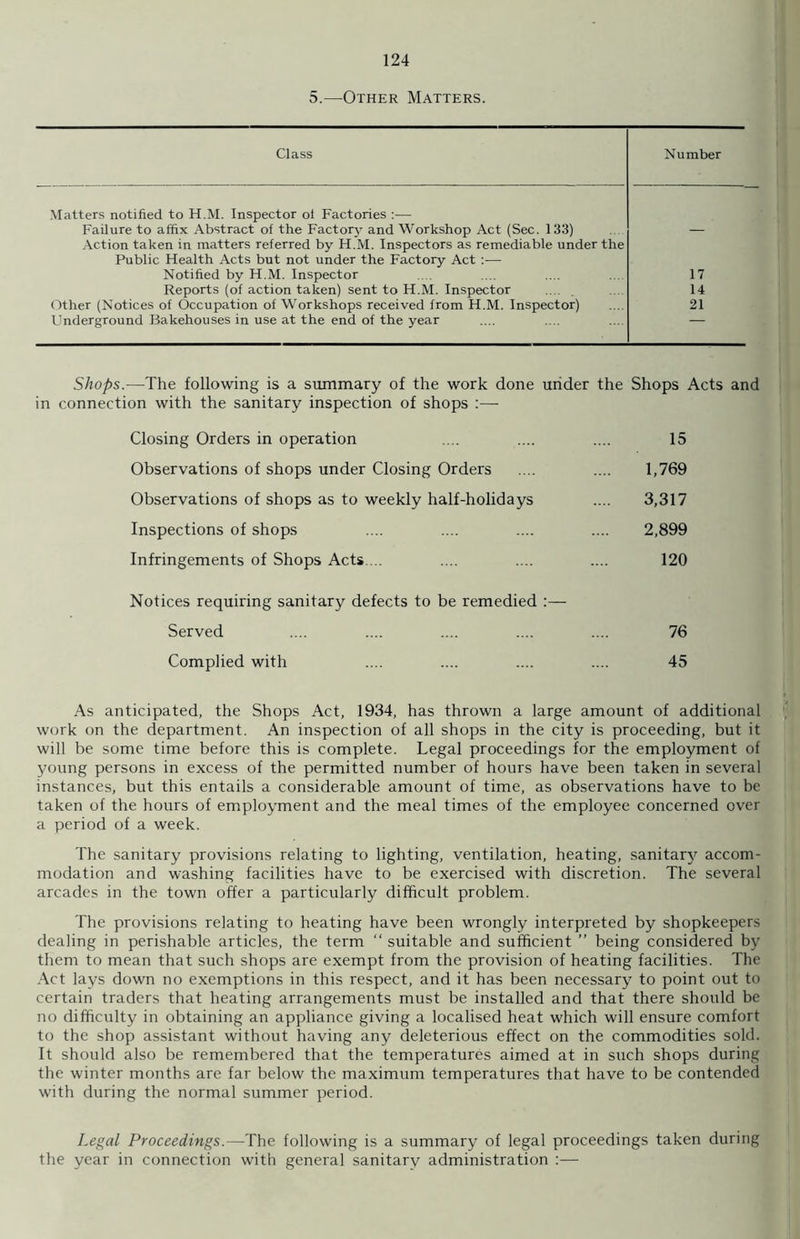 124
5.—Other Matters.
Class Number
Matters notified to H.M. Inspector of Factories :—
Failure to affix Abstract of the Factory and Workshop Act (Sec. 133) .... —
Action taken in matters referred by H.M. Inspectors as remediable under the
Public Health Acts but not under the Factory Act :—
Notified by H.M. Inspector .... .... .... .... 17
Reports (of action taken) sent to H.M. Inspector .... .... 14
Other (Notices of Occupation of Workshops received from H.M. Inspector) .... 21
Underground Bakehouses in use at the end of the year .... .... .... —
Shops.—The following is a summary of the work done under the Shops Acts and
in connection with the sanitary inspection of shops :—
Closing Orders in operation .... .... .... 15
Observations of shops under Closing Orders .... .... 1,769
Observations of shops as to weekly half-holidays .... 3,317
Inspections of shops .... .... .... .... 2,899
Infringements of Shops Acts.... .... .... .... 120
Notices requiring sanitary defects to be remedied :—
Served .... .... .... .... .... 76
Complied with .... .... .... .... 45
As anticipated, the Shops Act, 1934, has thrown a large amount of additional
work on the department. An inspection of all shops in the city is proceeding, but it
will be some time before this is complete. Legal proceedings for the employment of
young persons in excess of the permitted number of hours have been taken in several
instances, but this entails a considerable amount of time, as observations have to be
taken of the hours of employment and the meal times of the employee concerned over
a period of a week.
The sanitary provisions relating to lighting, ventilation, heating, sanitary accom-
modation and washing facilities have to be exercised with discretion. The several
arcades in the town offer a particularly difficult problem.
The provisions relating to heating have been wrongly interpreted by shopkeepers
dealing in perishable articles, the term “ suitable and sufficient ” being considered by
them to mean that such shops are exempt from the provision of heating facilities. The
Act lays down no exemptions in this respect, and it has been necessary to point out to
certain traders that heating arrangements must be installed and that there should be
no difficulty in obtaining an appliance giving a localised heat which will ensure comfort
to the shop assistant without having any deleterious effect on the commodities sold.
It should also be remembered that the temperatures aimed at in such shops during
the winter months are far below the maximum temperatures that have to be contended
with during the normal summer period.
Legal Proceedings.—The following is a summary of legal proceedings taken during
the year in connection with general sanitary administration :—